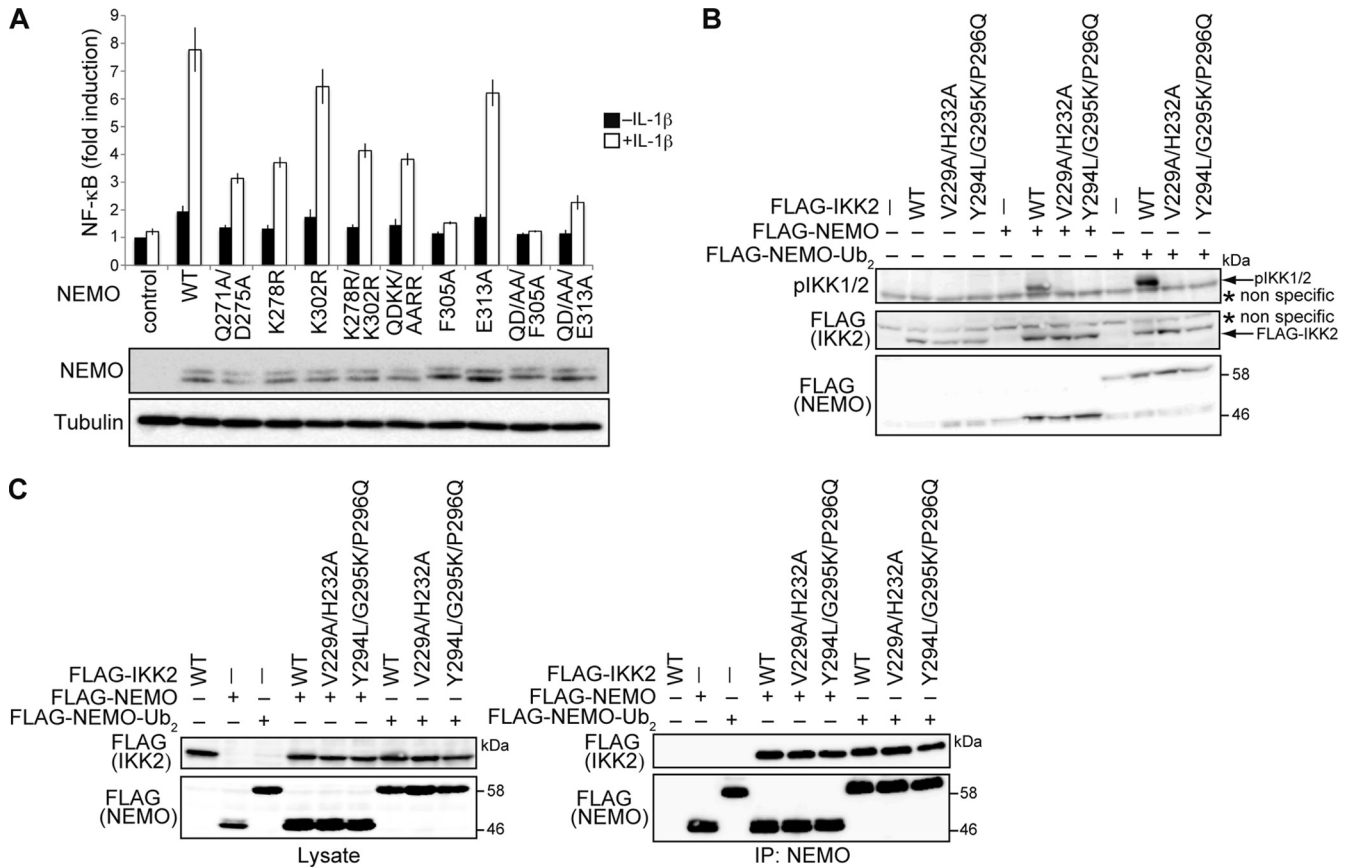 A
NF-κB (fold induction)
9
8
7
6
5
4
3
2
1
0
–IL-1β
+IL-1β
NEMO
control
WT
Q271A/
D275A
K278R
K302R
K278R/
K302R
QDKK/
AARR
F305A
E313A
QD/AA/
F305A
QD/AA/
E313A
NEMO
Tubulin
B
FLAG-IKK2 – WT V229A/H232A Y294L/G295K/P296Q – WT V229A/H232A Y294L/G295K/P296Q – WT V229A/H232A Y294L/G295K/P296Q
FLAG-NEMO – – – – + + + + – – – –
FLAG-NEMO-Ub2 – – – – – – – – + + + +
kDa
pIKK1/2
pIKK1/2
* non specific
FLAG
(IKK2)
* non specific
FLAG-IKK2
FLAG
(NEMO)
58
46
C
FLAG-IKK2 WT – – WT V229A/H232A Y294L/G295K/P296Q WT V229A/H232A Y294L/G295K/P296Q
FLAG-NEMO – + – + + + – – –
FLAG-NEMO-Ub2 – – + – – – + + +
FLAG
(IKK2)
kDa
FLAG
(NEMO)
58
46
Lysate
FLAG-IKK2 WT – – WT V229A/H232A Y294L/G295K/P296Q WT V229A/H232A Y294L/G295K/P296Q
FLAG-NEMO – + – + + + – – –
FLAG-NEMO-Ub2 – – + – – – + + +
FLAG
(IKK2)
kDa
FLAG
(NEMO)
58
46
IP: NEMO